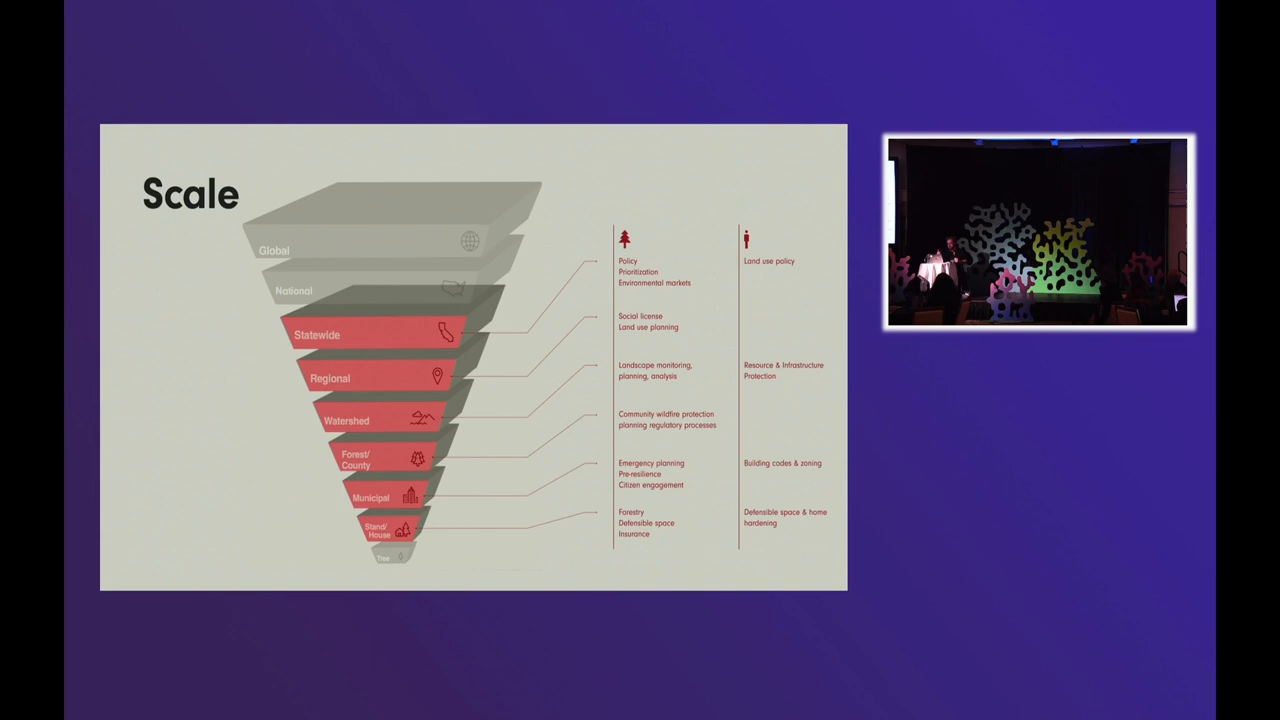 Scale
Global
National
Statewide
Regional
Watershed
Forest/
County
Municipal
Stand/
House
Tree
Policy
Prioritization
Environmental markets
Land use policy
Social license
Land use planning
Landscape monitoring,
planning, analysis
Resource & Infrastructure
Protection
Community wildfire protection
planning regulatory processes
Emergency planning
Pre-resilience
Citizen engagement
Building codes & zoning
Forestry
Defensible space
Insurance
Defensible space & home
hardening